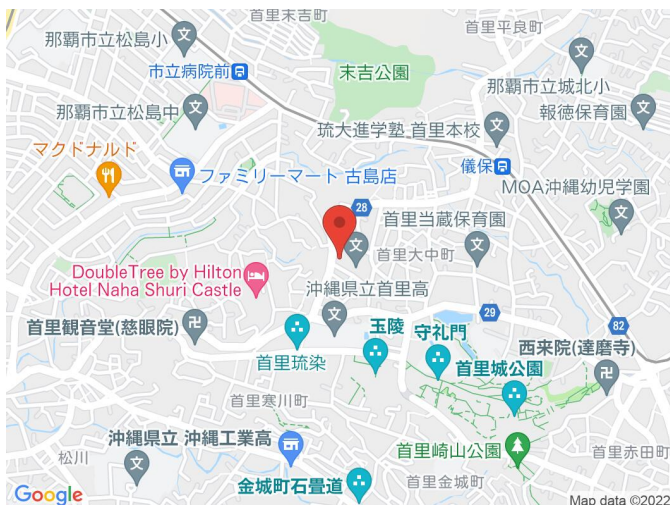 首里末吉町
首里平良町
那覇市立松島小
市立病院前
末吉公園
那覇市立城北小
報徳保育園
那覇市立松島中
琉大進学塾 首里本校
マクドナルド
ファミリーマート 古島店
儀保
MOA沖縄幼児学園
28
首里当蔵保育園
首里大中町
DoubleTree by Hilton
Hotel Naha Shuri Castle
沖縄県立首里高
29
82
首里観音堂(慈眼院)
首里琉染
玉陵
守礼門
西来院(達磨寺)
首里城公園
首里寒川町
沖縄県立 沖縄工業高
松川
首里崎山公園
首里赤田町
首里金城町
金城町石畳道
Google
Map data ©2022